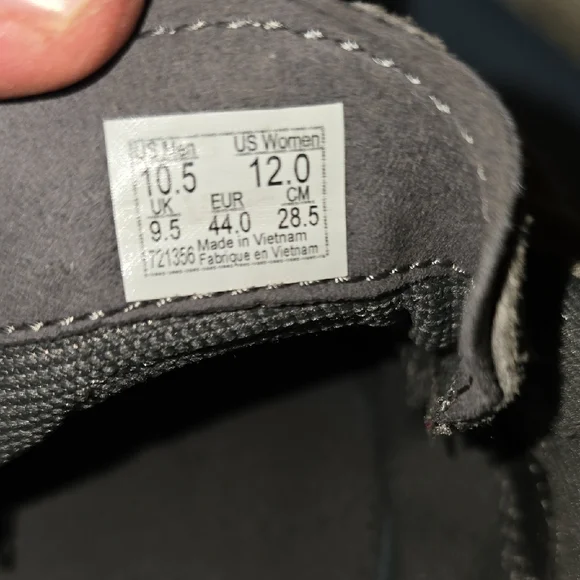 US Men US Women
10.5 12.0
UK EUR CM
9.5 44.0 28.5
Made in Vietnam
721356 Fabrique en Vietnam